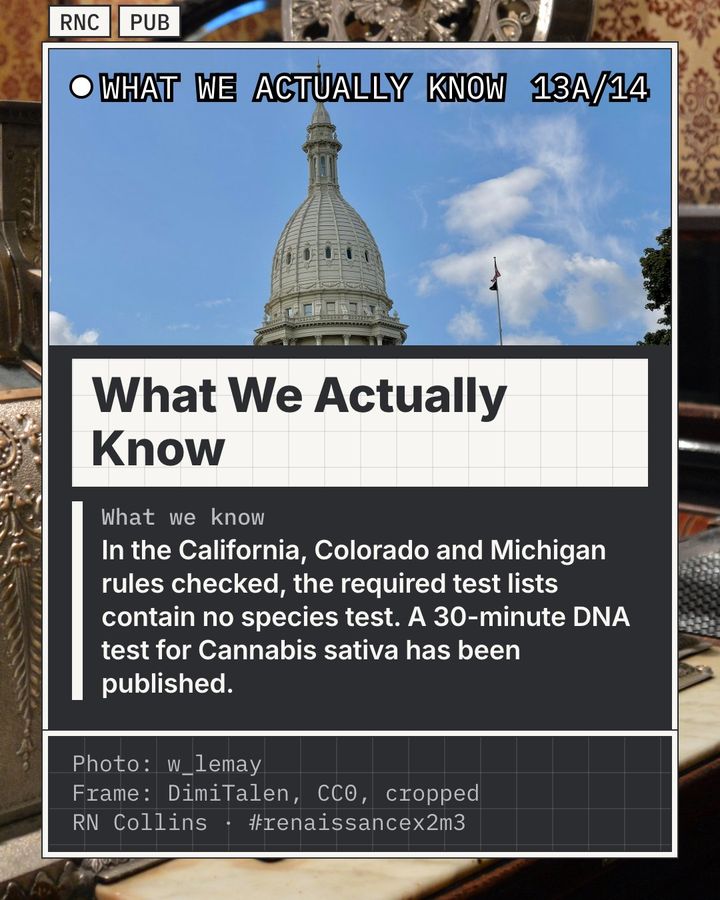 RNC PUB
WHAT WE ACTUALLY KNOW 13A/14
What We Actually
Know
What we know
In the California, Colorado and Michigan
rules checked, the required test lists
contain no species test. A 30-minute DNA
test for Cannabis sativa has been
published.
Photo: w_lemay
Frame: DimiTalen, CC0, cropped
RN Collins · #renaissancex2m3